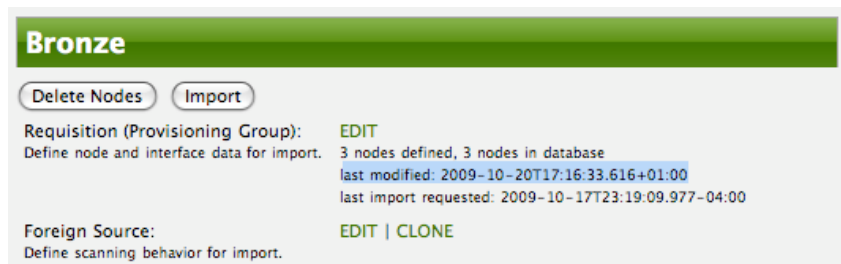 Bronze
Delete Nodes Import
Requisition (Provisioning Group): EDIT
Define node and interface data for import. 3 nodes defined, 3 nodes in database
last modified: 2009-10-20T17:16:33.616+01:00
last import requested: 2009-10-17T23:19:09.977-04:00
Foreign Source: EDIT | CLONE
Define scanning behavior for import.